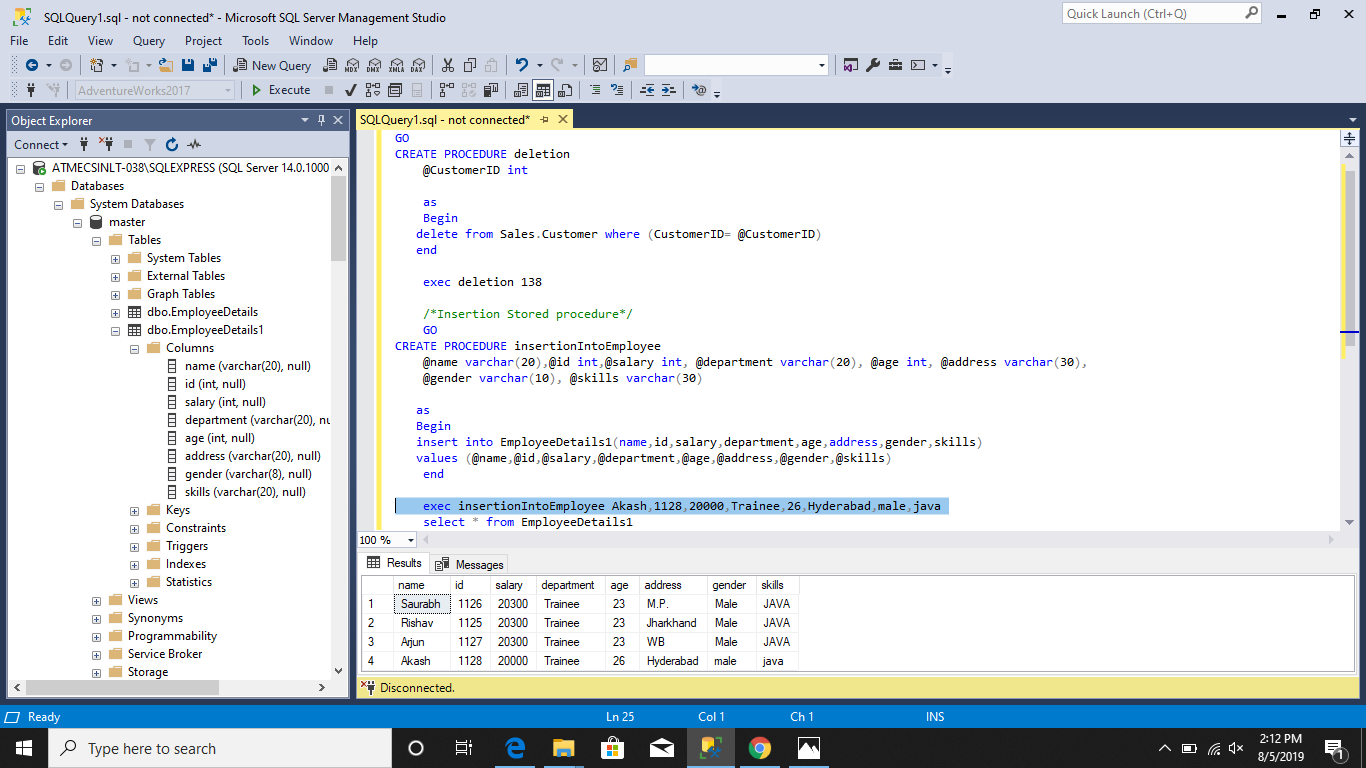 SQLQuery1.sql - not connected* - Microsoft SQL Server Management Studio
Quick Launch (Ctrl+Q)
File Edit View Query Project Tools Window Help
New Query MDX DMX XMLA DAX
AdventureWorks2017 Execute
Object Explorer
SQLQuery1.sql - not connected*
Connect
ATMECSINLT-038\SQLEXPRESS (SQL Server 14.0.1000
Databases
System Databases
master
Tables
System Tables
External Tables
Graph Tables
dbo.EmployeeDetails
dbo.EmployeeDetails1
Columns
name (varchar(20), null)
id (int, null)
salary (int, null)
department (varchar(20), nu
age (int, null)
address (varchar(20), null)
gender (varchar(8), null)
skills (varchar(20), null)
Keys
Constraints
Triggers
Indexes
Statistics
Views
Synonyms
Programmability
Service Broker
Storage
GO
CREATE PROCEDURE deletion
@CustomerID int
as
Begin
delete from Sales.Customer where (CustomerID= @CustomerID)
end
exec deletion 138
/*Insertion Stored procedure*/
GO
CREATE PROCEDURE insertionIntoEmployee
@name varchar(20),@id int,@salary int, @department varchar(20), @age int, @address varchar(30),
@gender varchar(10), @skills varchar(30)
as
Begin
insert into EmployeeDetails1(name,id,salary,department,age,address,gender,skills)
values (@name,@id,@salary,@department,@age,@address,@gender,@skills)
end
exec insertionIntoEmployee Akash,1128,20000,Trainee,26,Hyderabad,male,java
select * from EmployeeDetails1
100 %
Results Messages
name id salary department age address gender skills
1 Saurabh 1126 20300 Trainee 23 M.P. Male JAVA
2 Rishav 1125 20300 Trainee 23 Jharkhand Male JAVA
3 Arjun 1127 20300 Trainee 23 WB Male JAVA
4 Akash 1128 20000 Trainee 26 Hyderabad male java
Disconnected.
Ready Ln 25 Col 1 Ch 1 INS
Type here to search
2:12 PM
8/5/2019
1